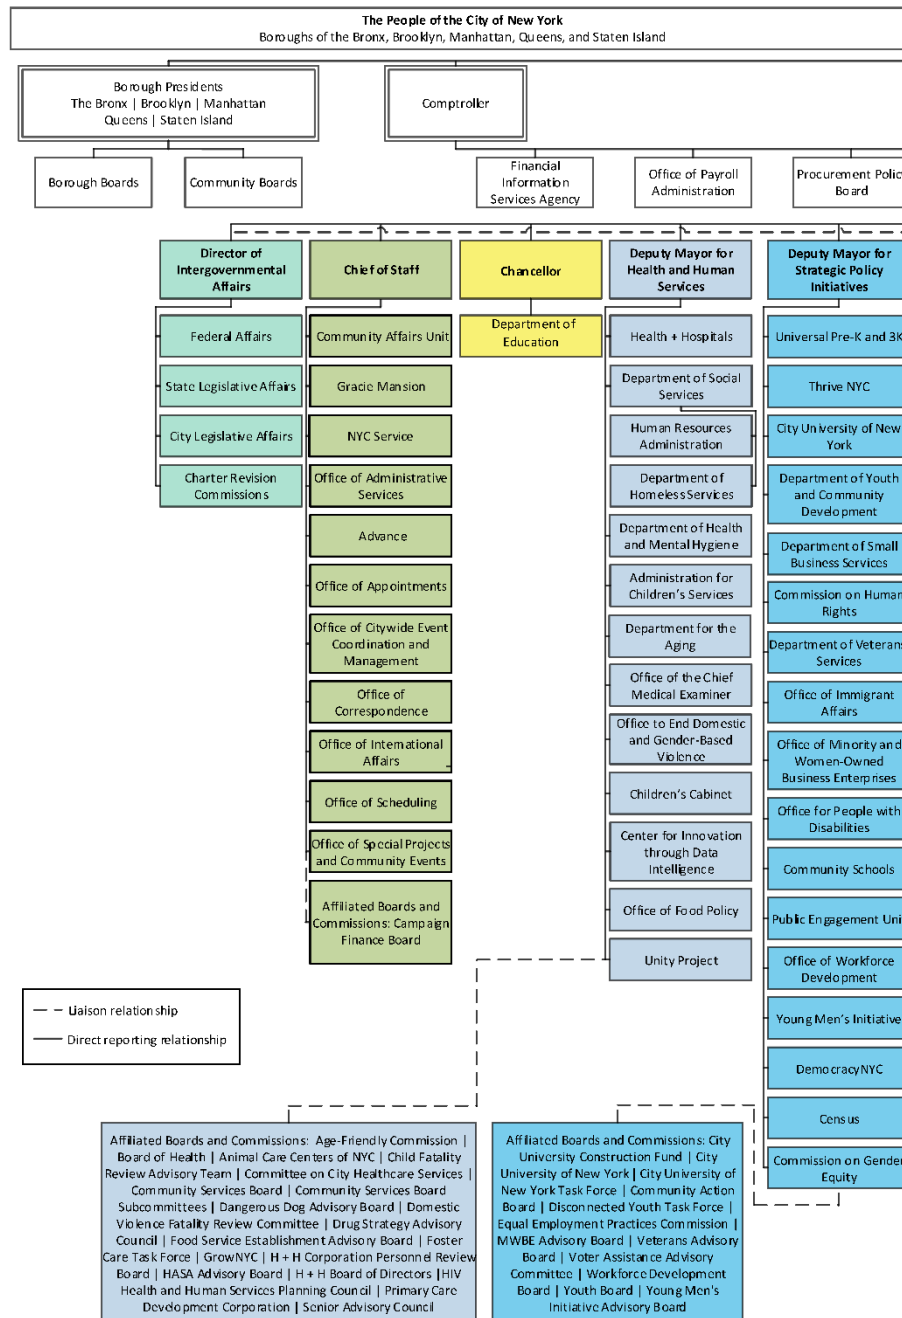 The People of the City of New York
Boroughs of the Bronx, Brooklyn, Manhattan, Queens, and Staten Island
Borough Presidents
The Bronx | Brooklyn | Manhattan
Queens | Staten Island
Comptroller
Borough Boards
Community Boards
Financial
Information
Services Agency
Office of Payroll
Administration
Procurement Policy
Board
Director of
Intergovernmental
Affairs
Federal Affairs
State Legislative Affairs
City Legislative Affairs
Charter Revision
Commissions
Chief of Staff
Community Affairs Unit
Gracie Mansion
NYC Service
Office of Administrative
Services
Advance
Office of Appointments
Office of Citywide Event
Coordination and
Management
Office of
Correspondence
Office of International
Affairs
Office of Scheduling
Office of Special Projects
and Community Events
Affiliated Boards and
Commissions: Campaign
Finance Board
Chancellor
Department of
Education
Deputy Mayor for
Health and Human
Services
Health + Hospitals
Department of Social
Services
Human Resources
Administration
Department of
Homeless Services
Department of Health
and Mental Hygiene
Administration for
Children's Services
Department for the
Aging
Office of the Chief
Medical Examiner
Office to End Domestic
and Gender-Based
Violence
Children's Cabinet
Center for Innovation
through Data
Intelligence
Office of Food Policy
Unity Project
Deputy Mayor for
Strategic Policy
Initiatives
Universal Pre-K and 3K
Thrive NYC
City University of New
York
Department of Youth
and Community
Development
Department of Small
Business Services
Commission on Human
Rights
Department of Veterans
Services
Office of Immigrant
Affairs
Office of Minority and
Women-Owned
Business Enterprises
Office for People with
Disabilities
Community Schools
Public Engagement Unit
Office of Workforce
Development
Young Men's Initiative
DemocracyNYC
Census
Commission on Gender
Equity
Liaison relationship
Direct reporting relationship
Affiliated Boards and Commissions: Age-Friendly Commission |
Board of Health | Animal Care Centers of NYC | Child Fatality
Review Advisory Team | Committee on City Healthcare Services |
Community Services Board | Community Services Board
Subcommittees | Dangerous Dog Advisory Board | Domestic
Violence Fatality Review Committee | Drug Strategy Advisory
Council | Food Service Establishment Advisory Board | Foster
Care Task Force | GrowNYC | H + H Corporation Personnel Review
Board | HASA Advisory Board | H + H Board of Directors |HIV
Health and Human Services Planning Council | Primary Care
Development Corporation | Senior Advisory Council
Affiliated Boards and Commissions: City
University Construction Fund | City
University of New York | City University of
New York Task Force | Community Action
Board | Disconnected Youth Task Force |
Equal Employment Practices Commission |
MWBE Advisory Board | Veterans Advisory
Board | Voter Assistance Advisory
Committee | Workforce Development
Board | Youth Board | Young Men's
Initiative Advisory Board